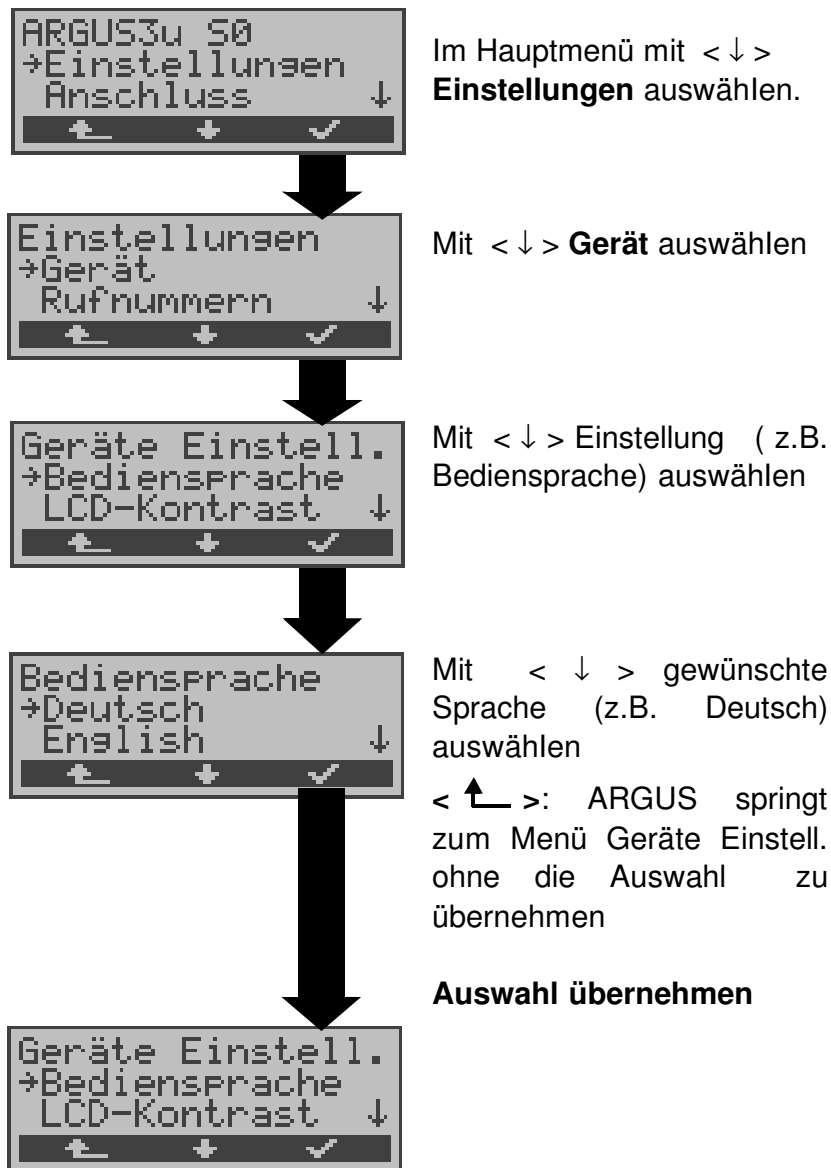 ARGUS3u S0
→Einstellungen
Anschluss ↓
Im Hauptmenü mit < ↓ >
Einstellungen auswählen.
Einstellungen
→Gerät
Rufnummern ↓
Mit < ↓ > Gerät auswählen
Geräte Einstell.
→Bediensprache
LCD-Kontrast ↓
Mit < ↓ > Einstellung ( z.B.
Bediensprache) auswählen
Bediensprache
→Deutsch
English ↓
Mit < ↓ > gewünschte
Sprache (z.B. Deutsch)
auswählen
< ↑ >: ARGUS springt
zum Menü Geräte Einstell.
ohne die Auswahl zu
übernehmen
Auswahl übernehmen
Geräte Einstell.
→Bediensprache
LCD-Kontrast ↓